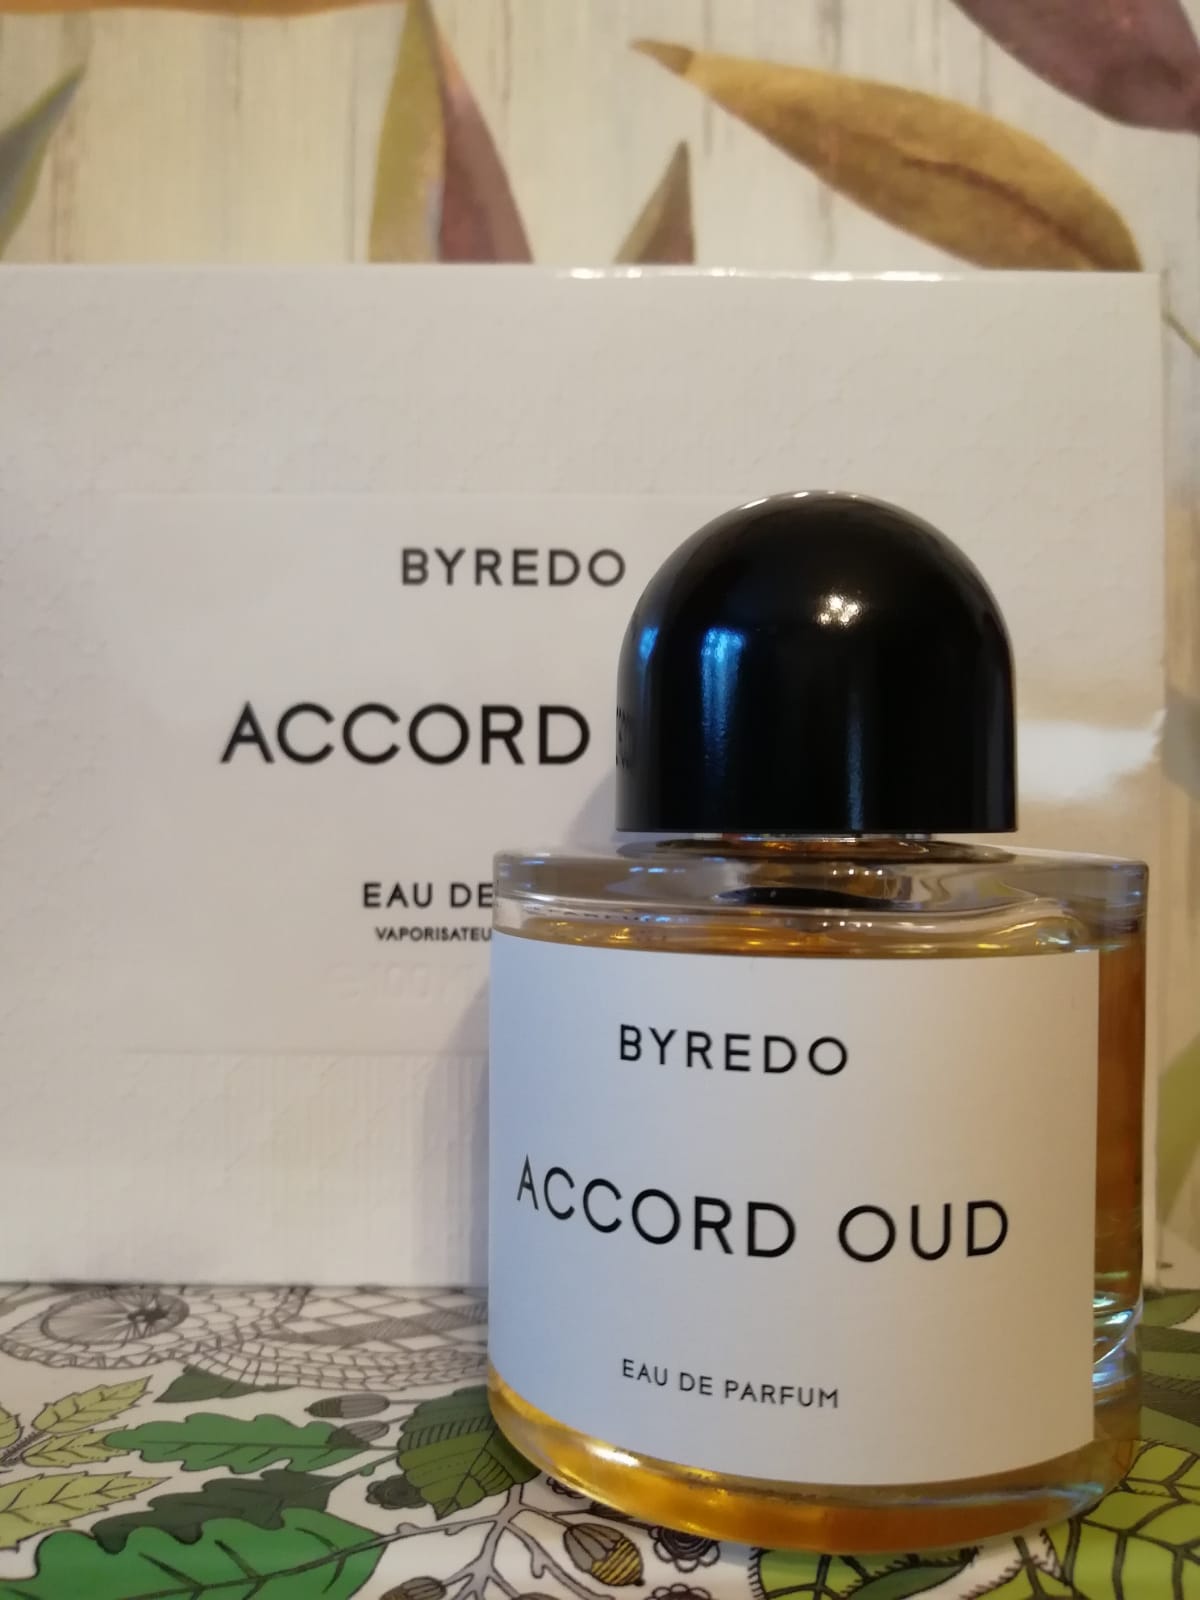 BYREDO
ACCORD
EAU DE
VAPORISATEU
BYREDO
ACCORD OUD
EAU DE PARFUM